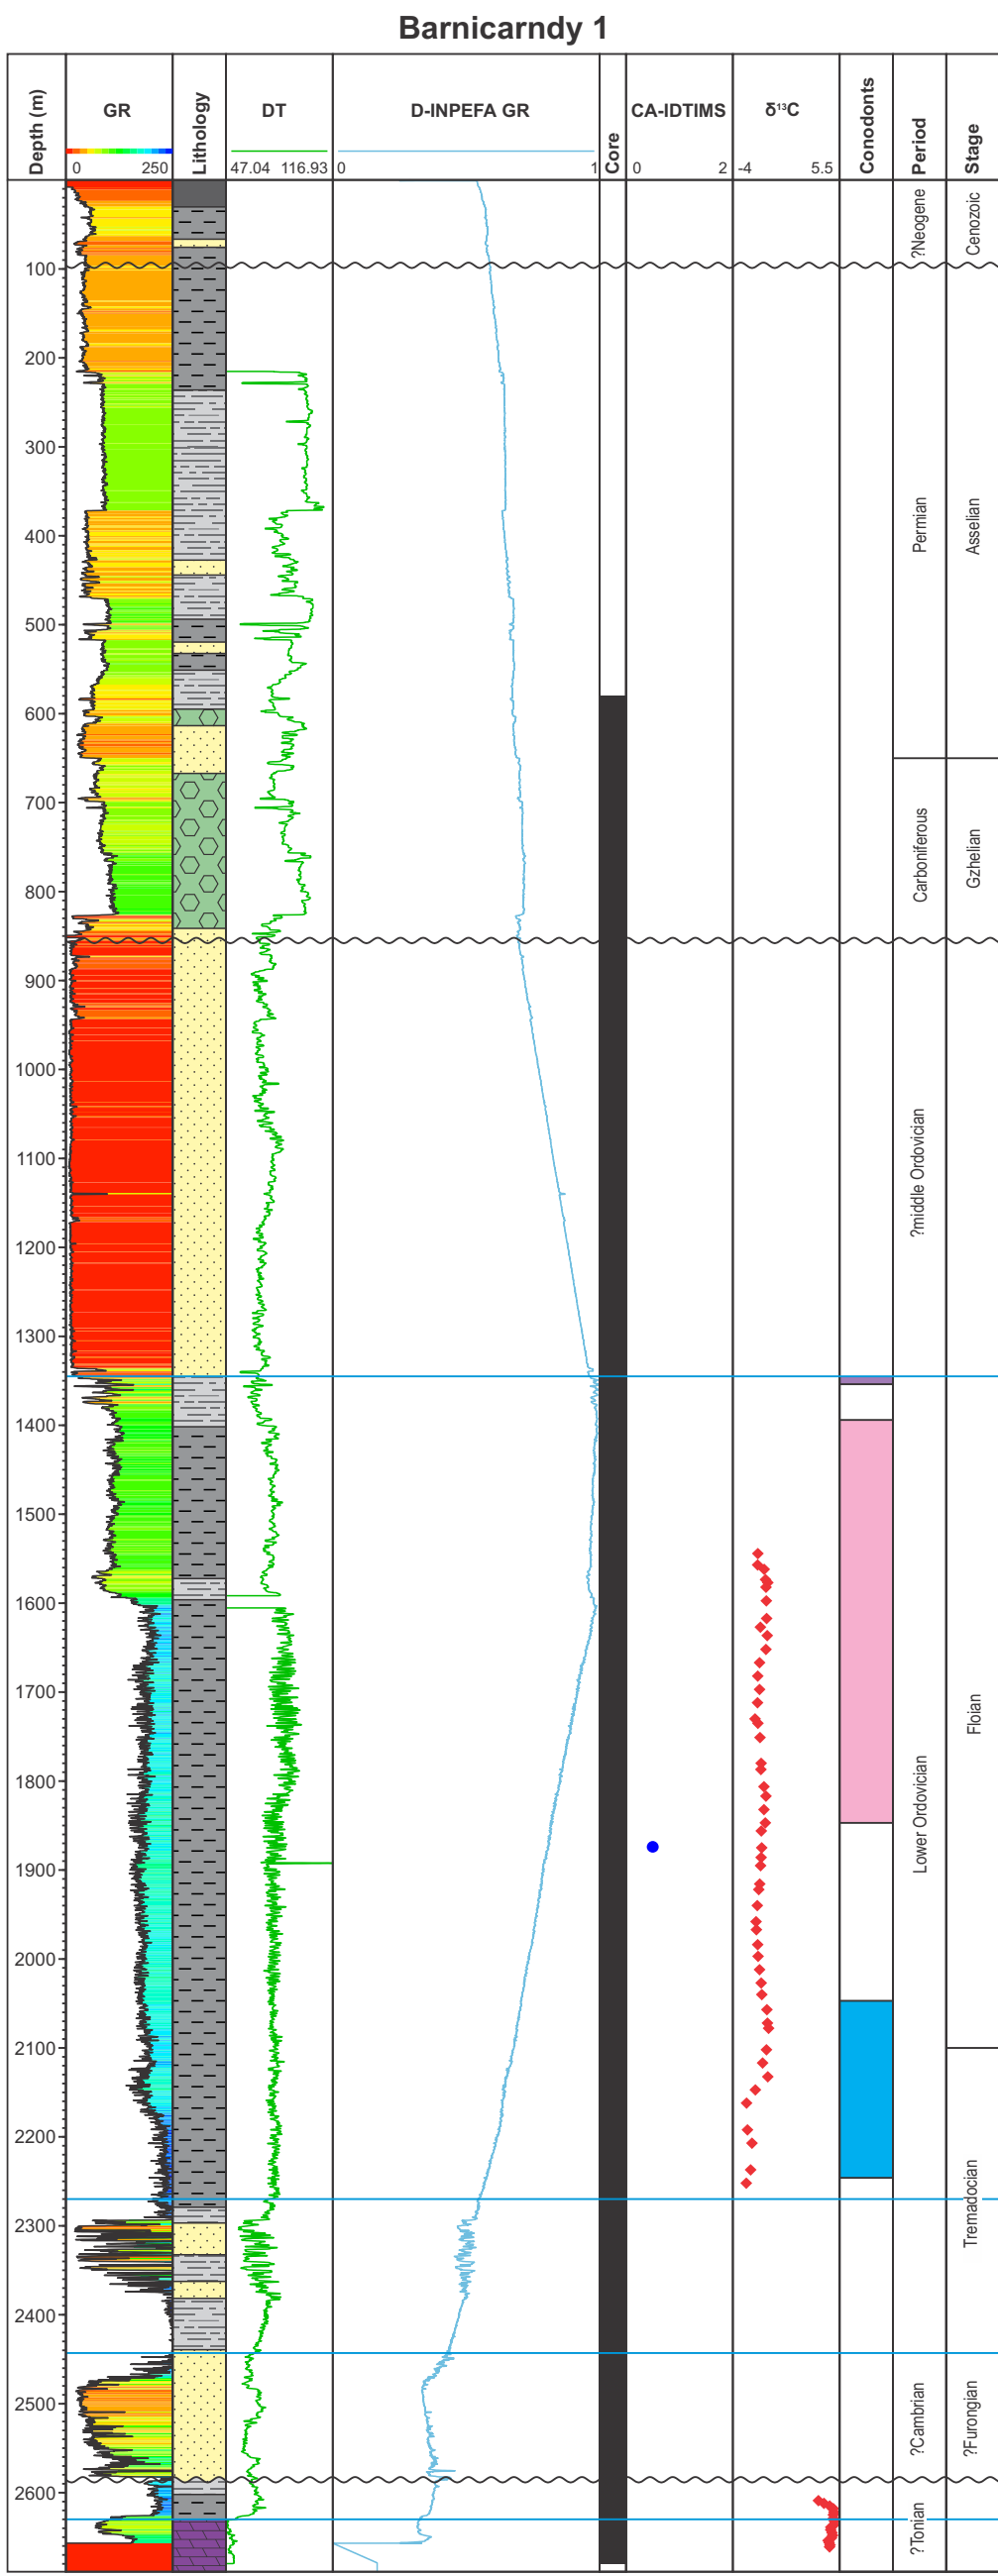 Barnicarndy 1
Depth (m)
GR
0 250
Lithology
DT
47.04 116.93
D-INPEFA GR
0 1
Core
CA-IDTIMS
0 2
δ¹³C
-4 5.5
Conodonts
Period
Stage
100
200
300
400
500
600
700
800
900
1000
1100
1200
1300
1400
1500
1600
1700
1800
1900
2000
2100
2200
2300
2400
2500
2600
?Neogene
Permian
Carboniferous
?middle Ordovician
Lower Ordovician
?Cambrian
?Tonian
Cenozoic
Asselian
Gzhelian
Floian
Tremadocian
?Furongian